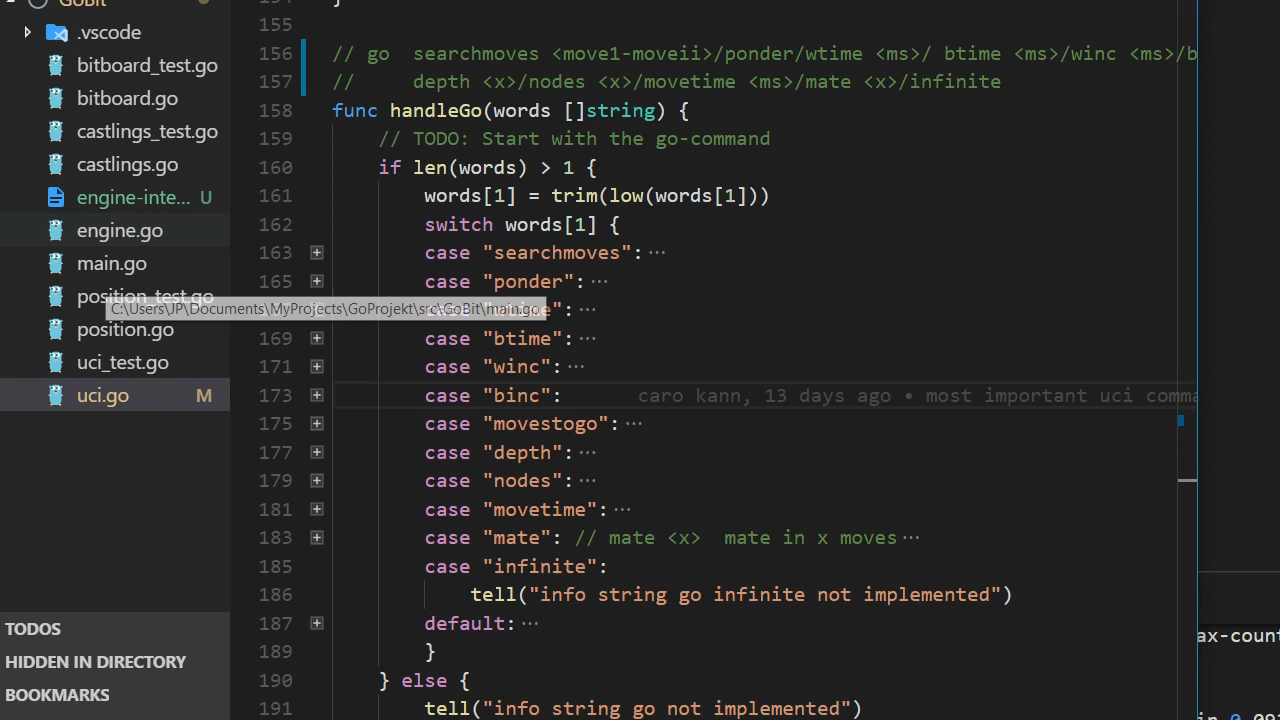 GoBit
.vscode
bitboard_test.go
bitboard.go
castlings_test.go
castlings.go
engine-inte... U
engine.go
main.go
position_test.go
C:\Users\JP\Documents\MyProjects\GoProjekt\src\GoBit\main.go
position.go
uci_test.go
uci.go M
TODOS
HIDDEN IN DIRECTORY
BOOKMARKS
154 }
155
156 // go  searchmoves <move1-moveii>/ponder/wtime <ms>/ btime <ms>/winc <ms>/b
157 //     depth <x>/nodes <x>/movetime <ms>/mate <x>/infinite
158 func handleGo(words []string) {
159 // TODO: Start with the go-command
160 if len(words) > 1 {
161 words[1] = trim(low(words[1]))
162 switch words[1] {
163 case "searchmoves":···
165 case "ponder":···
case "wtime":···
169 case "btime":···
171 case "winc":···
173 case "binc": caro kann, 13 days ago • most important uci comma
175 case "movestogo":···
177 case "depth":···
179 case "nodes":···
181 case "movetime":···
183 case "mate": // mate <x>  mate in x moves···
185 case "infinite":
186 tell("info string go infinite not implemented")
187 default:···
189 }
190 } else {
191 tell("info string go not implemented")
ax-count
in 0.09